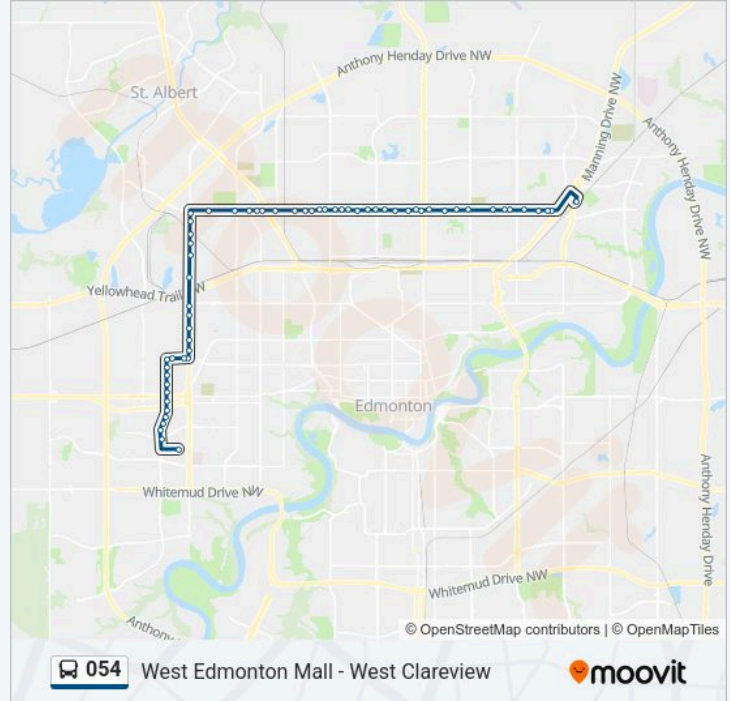 Anthony Henday Drive NW
St. Albert
Manning Drive NW
Anthony Henday Drive NW
Yellowhead Trail NW
Edmonton
Whitemud Drive NW
Anthony Henday Drive
Whitemud Drive NW
Anthony
© OpenStreetMap contributors | © OpenMapTiles
054 West Edmonton Mall - West Clareview
moovit